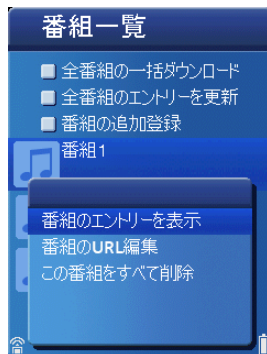 番組一覧
全番組の一括ダウンロード
全番組のエントリーを更新
番組の追加登録
番組1
番組のエントリーを表示
番組のURL編集
この番組をすべて削除